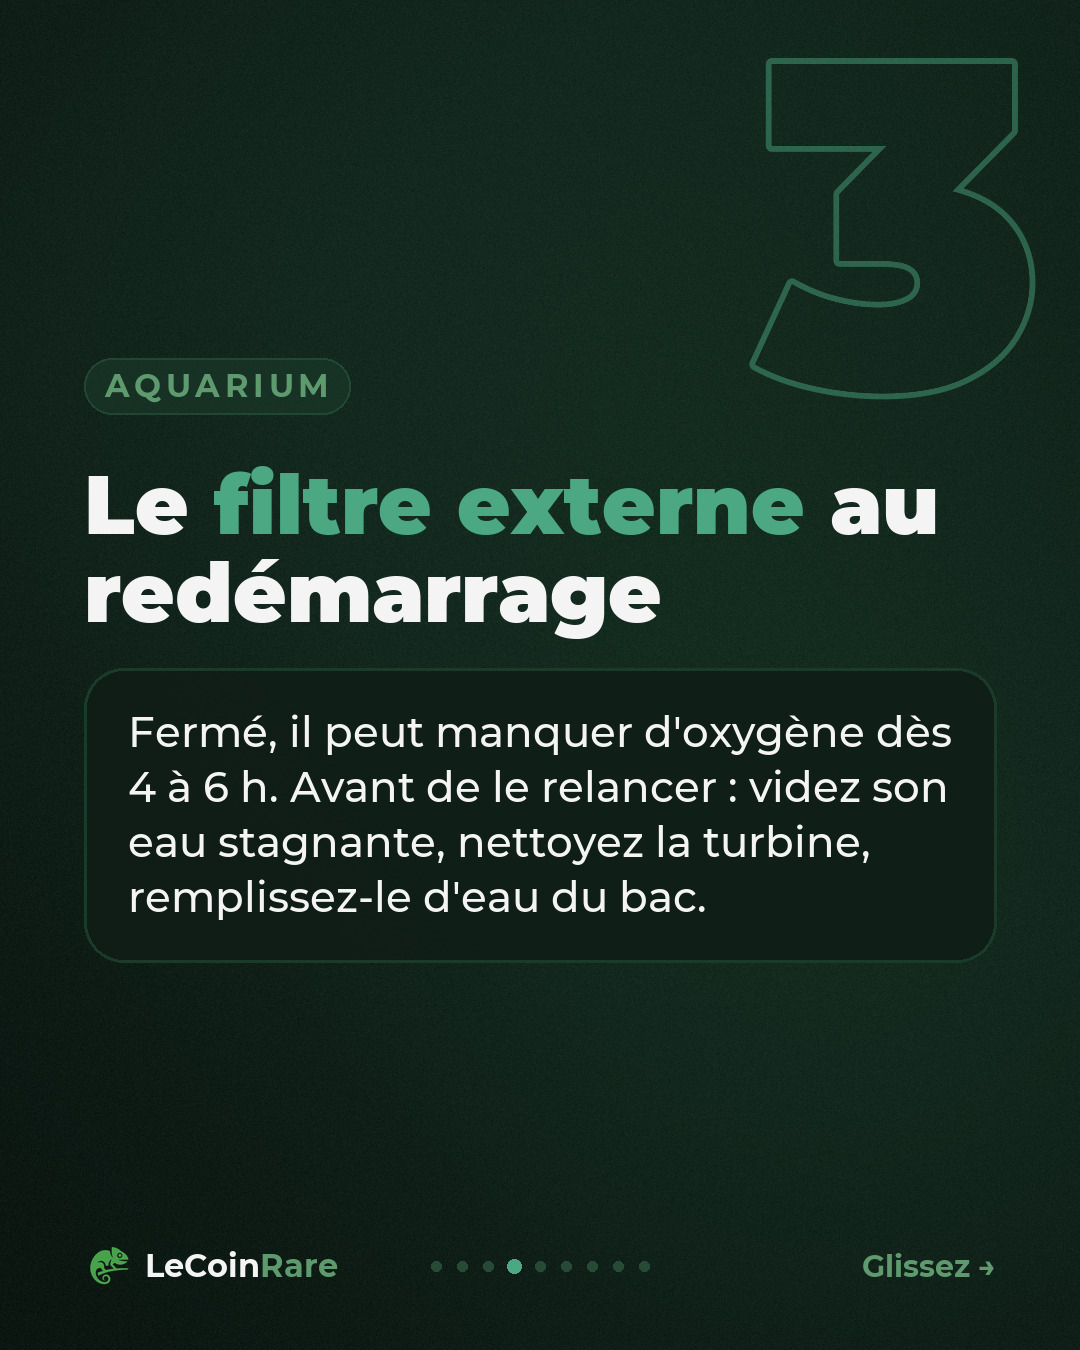 3
AQUARIUM
Le filtre externe au
redémarrage
Fermé, il peut manquer d'oxygène dès
4 à 6 h. Avant de le relancer : videz son
eau stagnante, nettoyez la turbine,
remplissez-le d'eau du bac.
LeCoinRare
Glissez →